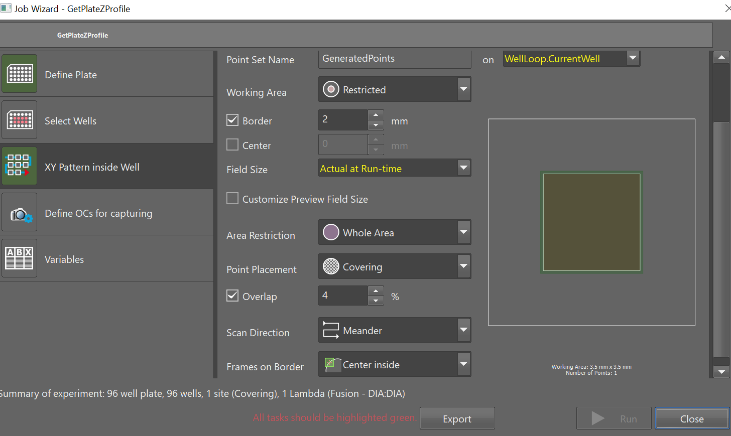 Job Wizard - GetPlateZProfile
GetPlateZProfile
Define Plate
Select Wells
XY Pattern inside Well
Define OCs for capturing
A B X
Variables
Point Set Name GeneratedPoints on WellLoop.CurrentWell
Working Area Restricted
Border 2 mm
Center 0 mm
Field Size Actual at Run-time
Customize Preview Field Size
Area Restriction Whole Area
Point Placement Covering
Overlap 4 %
Scan Direction Meander
Frames on Border Center inside
Working Area: 3.5 mm x 3.5 mm
Number of Points: 1
Summary of experiment: 96 well plate, 96 wells, 1 site (Covering), 1 Lambda (Fusion - DIA:DIA)
All tasks should be highlighted green Export Run Close